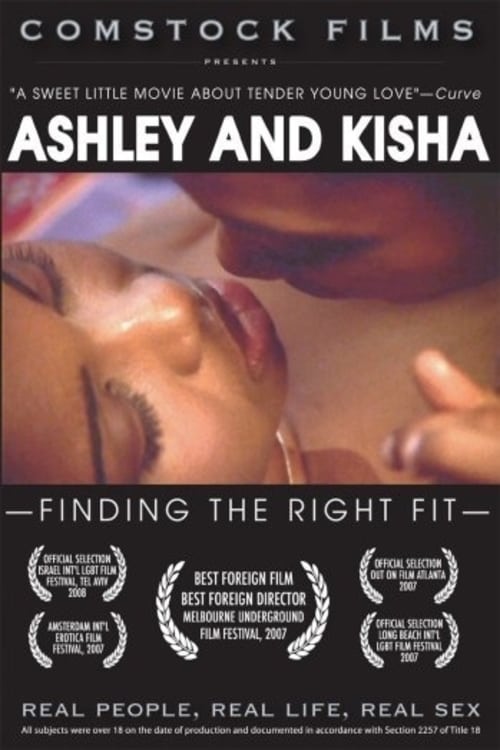 COMSTOCK FILMS
PRESENTS
"A SWEET LITTLE MOVIE ABOUT TENDER YOUNG LOVE"—Curve
ASHLEY AND KISHA
—FINDING THE RIGHT FIT—
OFFICIAL SELECTION
ISRAEL INT'L LGBT FILM
FESTIVAL, TEL AVIV
2008
AMSTERDAM INT'L
EROTICA FILM
FESTIVAL, 2007
BEST FOREIGN FILM
BEST FOREIGN DIRECTOR
MELBOURNE UNDERGROUND
FILM FESTIVAL, 2007
OFFICIAL SELECTION
OUT ON FILM ATLANTA
2007
OFFICIAL SELECTION
LONG BEACH INT'L
LGBT FILM FESTIVAL
2007
REAL PEOPLE, REAL LIFE, REAL SEX
All subjects were over 18 on the date of production and documented in accordance with Section 2257 of Title 18